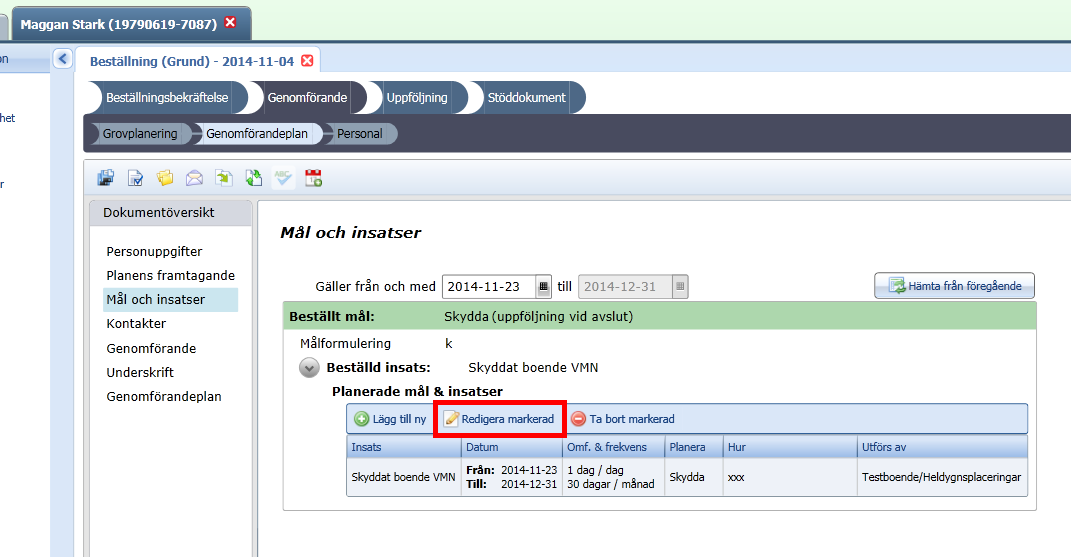 Maggan Stark (19790619-7087)
on
Beställning (Grund) - 2014-11-04
Beställningsbekräftelse
Genomförande
Uppföljning
Stöddokument
het
Grovplanering
Genomförandeplan
Personal
r
ABC
Dokumentöversikt
Personuppgifter
Planens framtagande
Mål och insatser
Kontakter
Genomförande
Underskrift
Genomförandeplan
Mål och insatser
Gäller från och med 2014-11-23 till 2014-12-31
Hämta från föregående
Beställt mål: Skydda (uppföljning vid avslut)
Målformulering k
Beställd insats: Skyddat boende VMN
Planerade mål & insatser
Lägg till ny Redigera markerad Ta bort markerad
Insats Datum Omf. & frekvens Planera Hur Utförs av
Skyddat boende VMN
Från: 2014-11-23
Till: 2014-12-31
1 dag / dag
30 dagar / månad
Skydda
xxx
Testboende/Heldygnsplaceringar